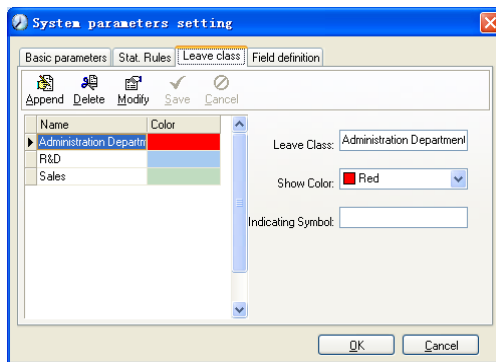 System parameters setting
Basic parameters Stat. Rules Leave class Field definition
Append Delete Modify Save Cancel
Name Color
Administration Departm
R&D
Sales
Leave Class: Administration Department
Show Color: Red
Indicating Symbol:
OK Cancel